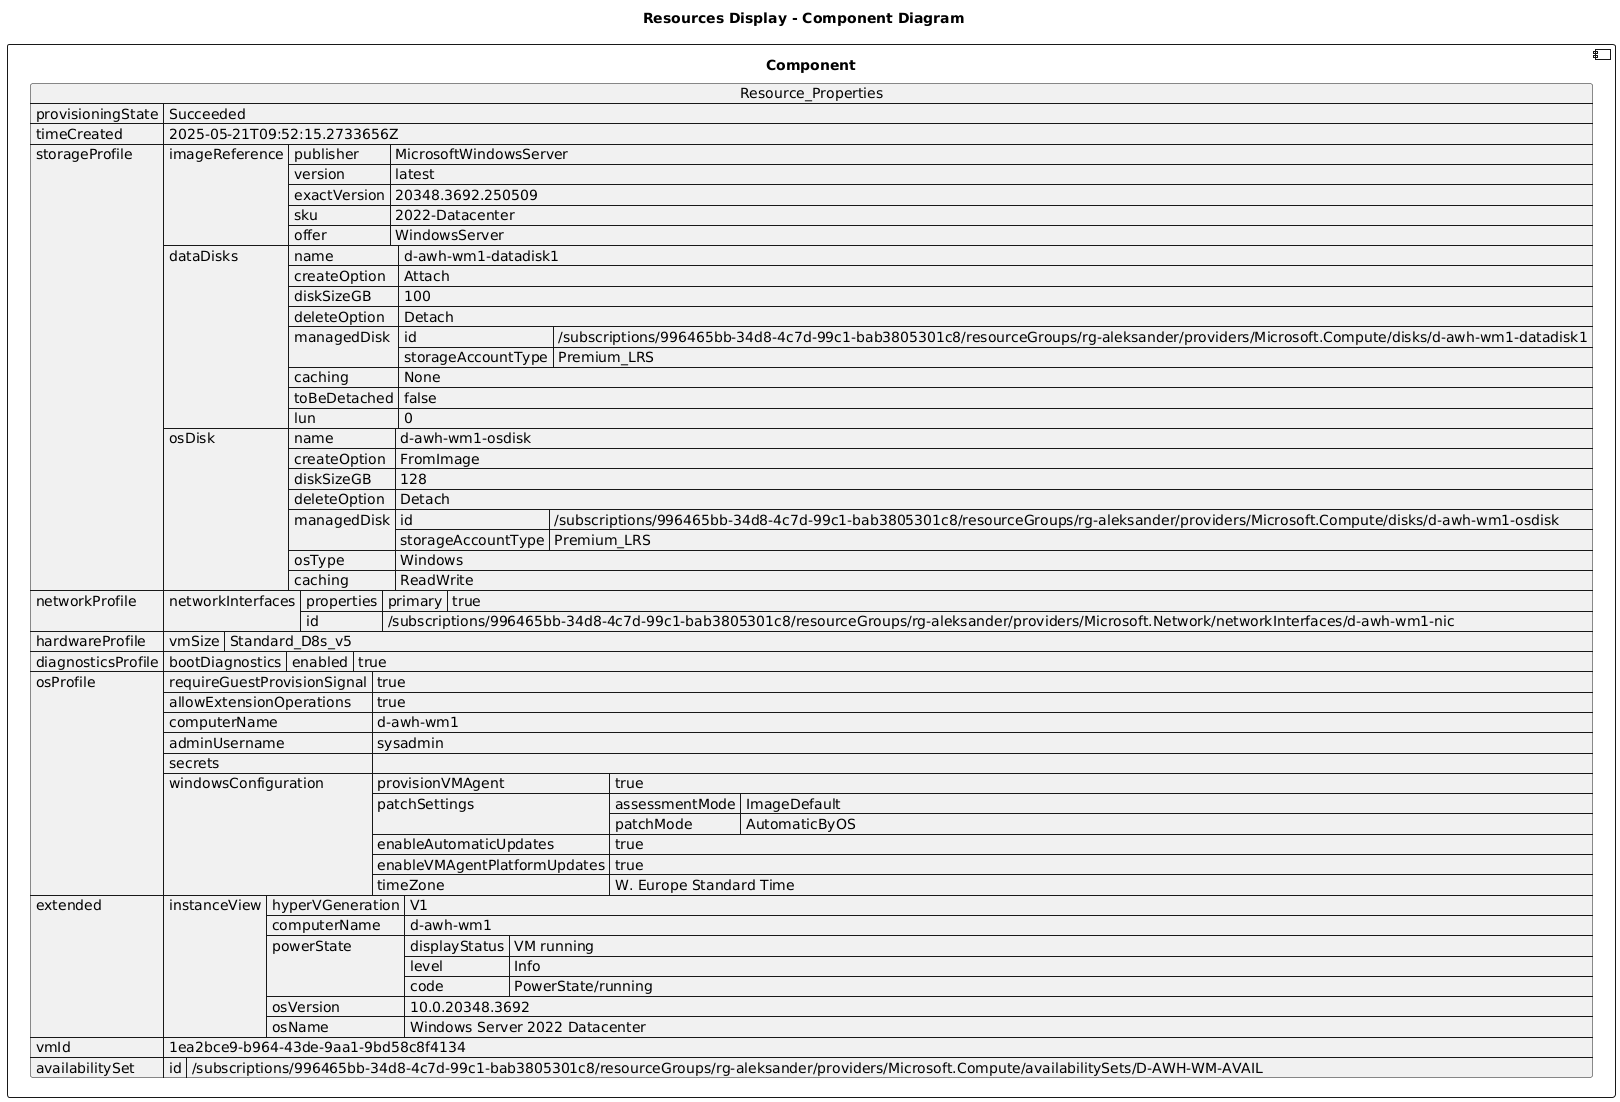 Resources Display - Component Diagram
Component
Resource_Properties
provisioningState Succeeded
timeCreated 2025-05-21T09:52:15.2733656Z
storageProfile imageReference publisher MicrosoftWindowsServer
version latest
exactVersion 20348.3692.250509
sku 2022-Datacenter
offer WindowsServer
dataDisks name d-awh-wm1-datadisk1
createOption Attach
diskSizeGB 100
deleteOption Detach
managedDisk id /subscriptions/996465bb-34d8-4c7d-99c1-bab3805301c8/resourceGroups/rg-aleksander/providers/Microsoft.Compute/disks/d-awh-wm1-datadisk1
storageAccountType Premium_LRS
caching None
toBeDetached false
lun 0
osDisk name d-awh-wm1-osdisk
createOption FromImage
diskSizeGB 128
deleteOption Detach
managedDisk id /subscriptions/996465bb-34d8-4c7d-99c1-bab3805301c8/resourceGroups/rg-aleksander/providers/Microsoft.Compute/disks/d-awh-wm1-osdisk
storageAccountType Premium_LRS
osType Windows
caching ReadWrite
networkProfile networkInterfaces properties primary true
id /subscriptions/996465bb-34d8-4c7d-99c1-bab3805301c8/resourceGroups/rg-aleksander/providers/Microsoft.Network/networkInterfaces/d-awh-wm1-nic
hardwareProfile vmSize Standard_D8s_v5
diagnosticsProfile bootDiagnostics enabled true
osProfile requireGuestProvisionSignal true
allowExtensionOperations true
computerName d-awh-wm1
adminUsername sysadmin
secrets
windowsConfiguration provisionVMAgent true
patchSettings assessmentMode ImageDefault
patchMode AutomaticByOS
enableAutomaticUpdates true
enableVMAgentPlatformUpdates true
timeZone W. Europe Standard Time
extended instanceView hyperVGeneration V1
computerName d-awh-wm1
powerState displayStatus VM running
level Info
code PowerState/running
osVersion 10.0.20348.3692
osName Windows Server 2022 Datacenter
vmId 1ea2bce9-b964-43de-9aa1-9bd58c8f4134
availabilitySet id /subscriptions/996465bb-34d8-4c7d-99c1-bab3805301c8/resourceGroups/rg-aleksander/providers/Microsoft.Compute/availabilitySets/D-AWH-WM-AVAIL